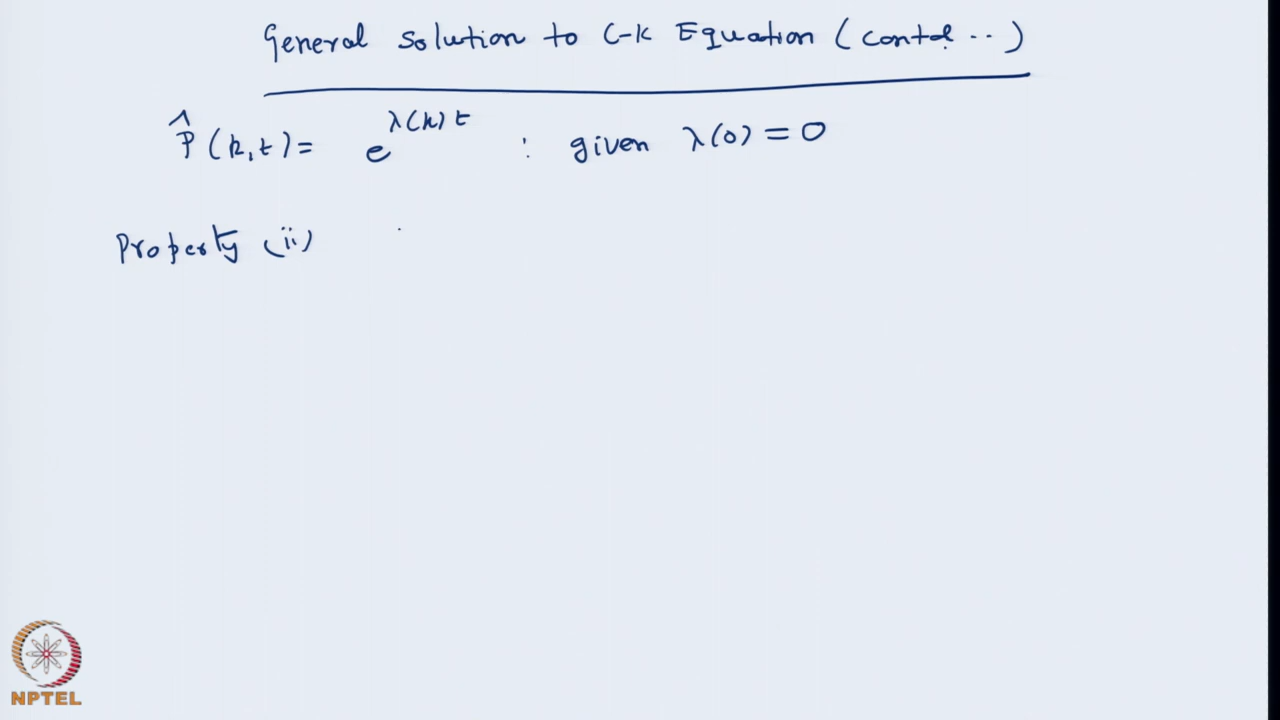 General solution to C-K Equation (contd..)
P̂(k,t) = e^{λ(k)t} : given λ(0) = 0
Property (ii)
NPTEL